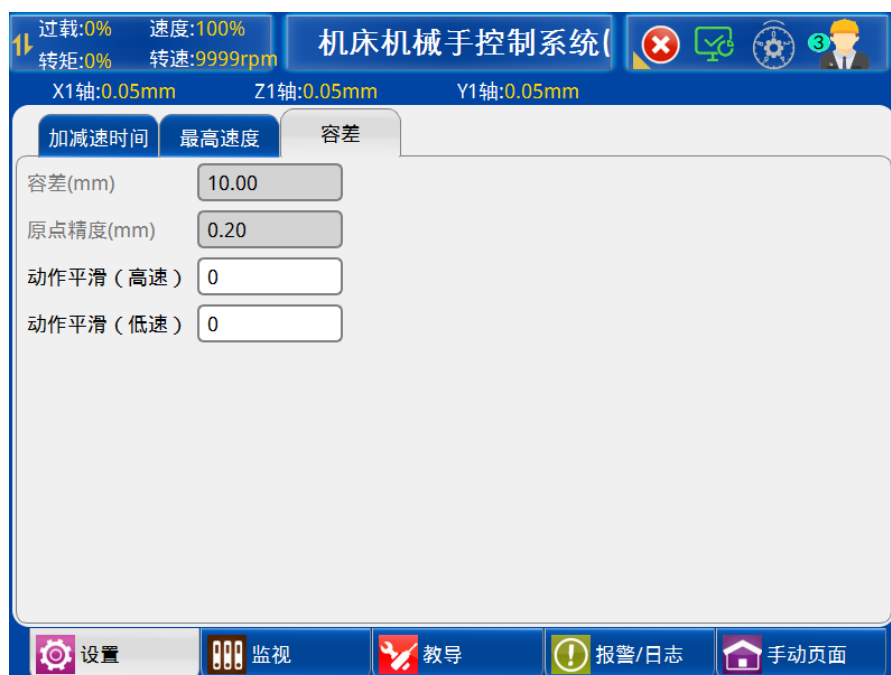 过载:0% 速度:100%
机床机械手控制系统(
3
转矩:0% 转速:9999rpm
X1轴:0.05mm Z1轴:0.05mm Y1轴:0.05mm
加减速时间 最高速度 容差
容差(mm) 10.00
原点精度(mm) 0.20
动作平滑（高速） 0
动作平滑（低速） 0
设置 监视 教导 报警/日志 手动页面